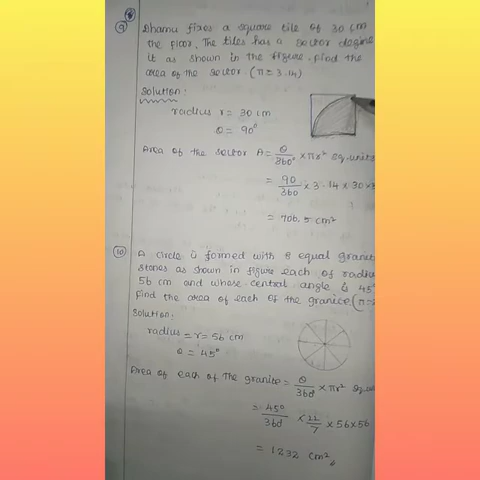 9 Dhamu fixes a square tile of 30 cm
the floor. The tiles has a sector design
it as shown in the figure. find the
area of the sector. (π = 3.14)
Solution:
radius r = 30 cm
θ = 90°
Area of the sector A = θ/360° × πr² sq.units
= 90/360 × 3.14 × 30 × 3
= 706.5 cm²
10 A circle is formed with 8 equal granit
stones as shown in figure each of radius
56 cm and whose central angle is 45°
Find the area of each of the granice (π =
Solution:
radius = r = 56 cm
θ = 45°
Area of each of the granice = θ/360 × πr² sq.
= 45°/360 × 22/7 × 56 × 56
= 1232 cm²